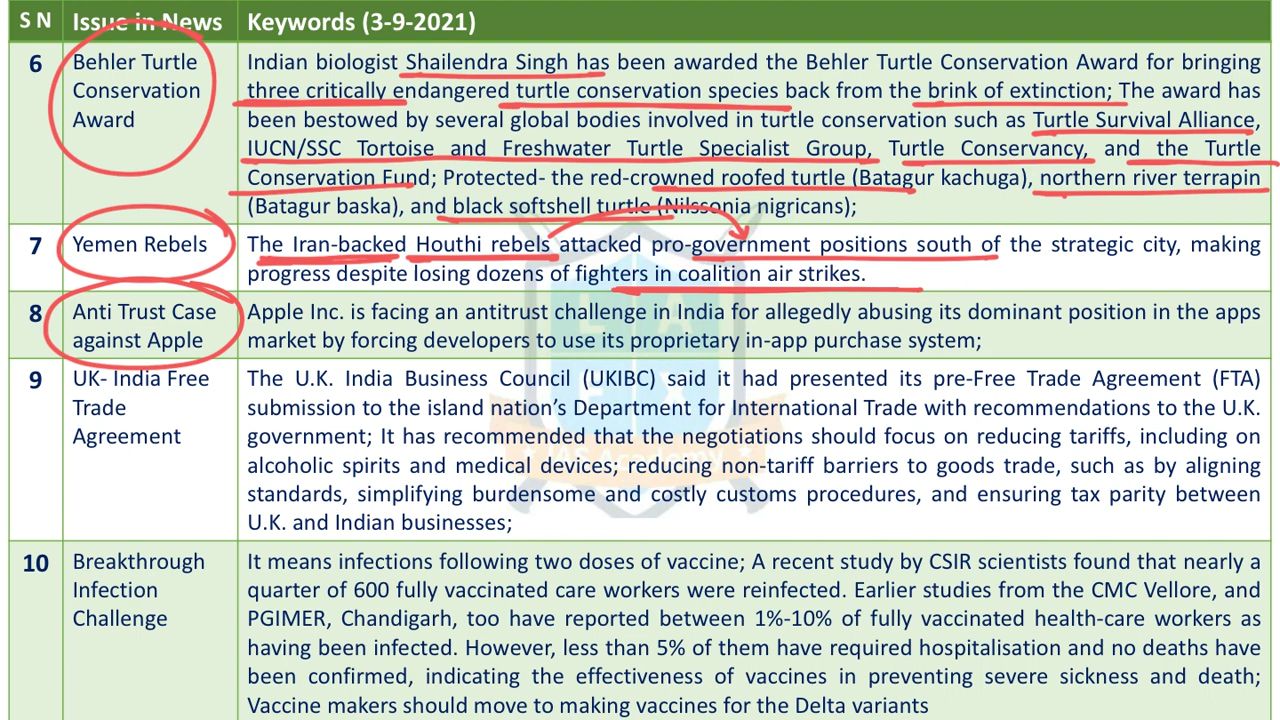 S N Issue in News Keywords (3-9-2021)
6 Behler Turtle Conservation Award
Indian biologist Shailendra Singh has been awarded the Behler Turtle Conservation Award for bringing
three critically endangered turtle conservation species back from the brink of extinction; The award has
been bestowed by several global bodies involved in turtle conservation such as Turtle Survival Alliance,
IUCN/SSC Tortoise and Freshwater Turtle Specialist Group, Turtle Conservancy, and the Turtle
Conservation Fund; Protected- the red-crowned roofed turtle (Batagur kachuga), northern river terrapin
(Batagur baska), and black softshell turtle (Nilssonia nigricans);
7 Yemen Rebels
The Iran-backed Houthi rebels attacked pro-government positions south of the strategic city, making
progress despite losing dozens of fighters in coalition air strikes.
8 Anti Trust Case against Apple
Apple Inc. is facing an antitrust challenge in India for allegedly abusing its dominant position in the apps
market by forcing developers to use its proprietary in-app purchase system;
9 UK- India Free Trade Agreement
The U.K. India Business Council (UKIBC) said it had presented its pre-Free Trade Agreement (FTA)
submission to the island nation’s Department for International Trade with recommendations to the U.K.
government; It has recommended that the negotiations should focus on reducing tariffs, including on
alcoholic spirits and medical devices; reducing non-tariff barriers to goods trade, such as by aligning
standards, simplifying burdensome and costly customs procedures, and ensuring tax parity between
U.K. and Indian businesses;
10 Breakthrough Infection Challenge
It means infections following two doses of vaccine; A recent study by CSIR scientists found that nearly a
quarter of 600 fully vaccinated care workers were reinfected. Earlier studies from the CMC Vellore, and
PGIMER, Chandigarh, too have reported between 1%-10% of fully vaccinated health-care workers as
having been infected. However, less than 5% of them have required hospitalisation and no deaths have
been confirmed, indicating the effectiveness of vaccines in preventing severe sickness and death;
Vaccine makers should move to making vaccines for the Delta variants